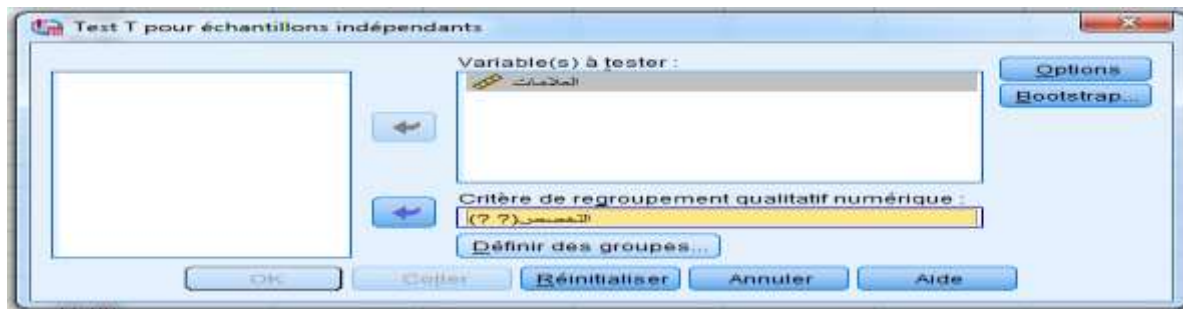 Test T pour échantillons indépendants
Variable(s) à tester :
العلامات
Options
Bootstrap...
Critère de regroupement qualitatif numérique :
التخصص(? ?)
Définir des groupes...
OK
Coller
Réinitialiser
Annuler
Aide